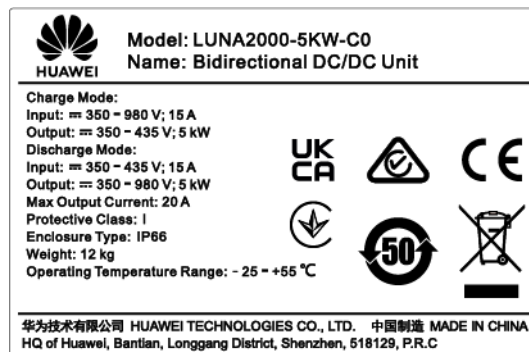 HUAWEI
Model: LUNA2000-5KW-C0
Name: Bidirectional DC/DC Unit
Charge Mode:
Input: ⎓ 350 - 980 V; 15 A
Output: ⎓ 350 - 435 V; 5 kW
Discharge Mode:
Input: ⎓ 350 - 435 V; 15 A
Output: ⎓ 350 - 980 V; 5 kW
Max Output Current: 20 A
Protective Class: I
Enclosure Type: IP66
Weight: 12 kg
Operating Temperature Range: - 25 - +55 ℃
UK
CA
CE
50
华为技术有限公司 HUAWEI TECHNOLOGIES CO., LTD. 中国制造 MADE IN CHINA
HQ of Huawei, Bantian, Longgang District, Shenzhen, 518129, P.R.C